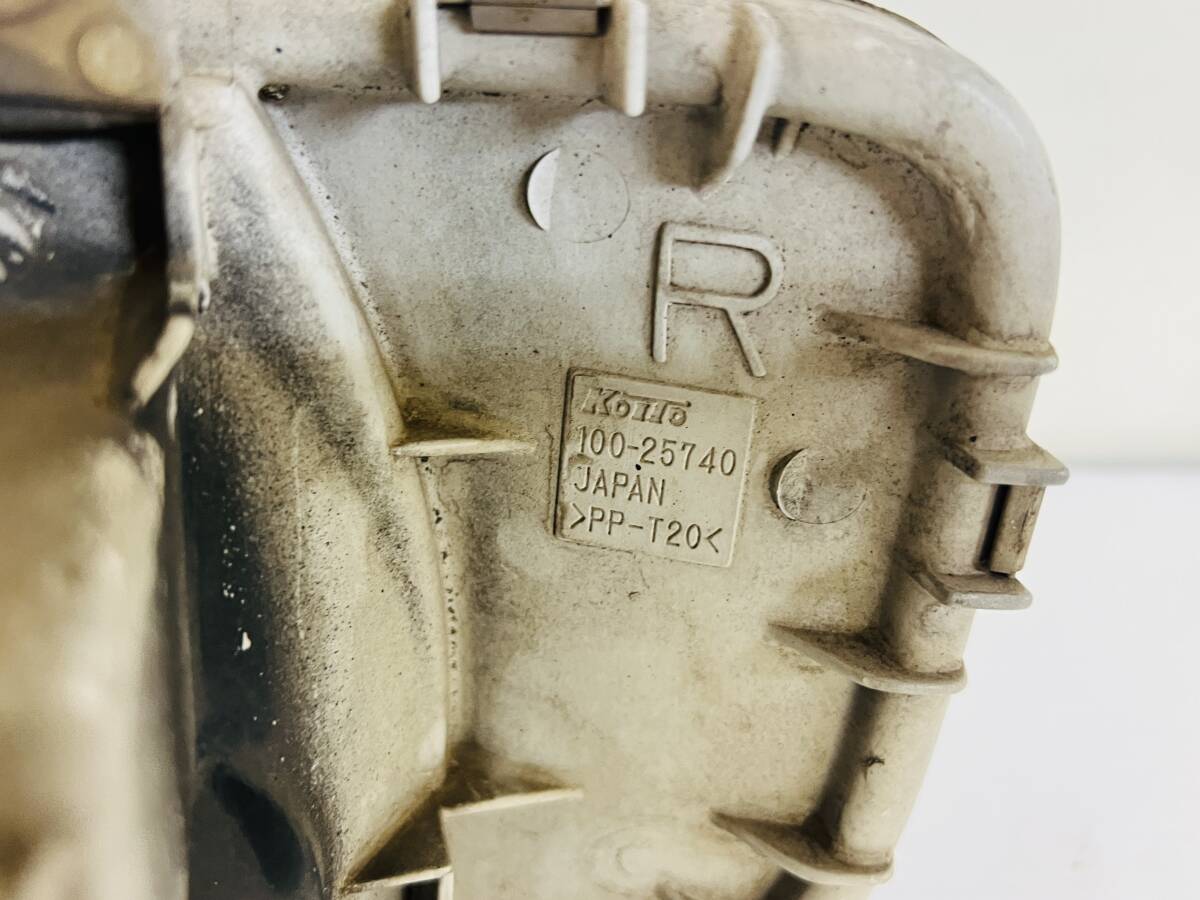 R
KOITO
100-25740
JAPAN
>PP-T20<